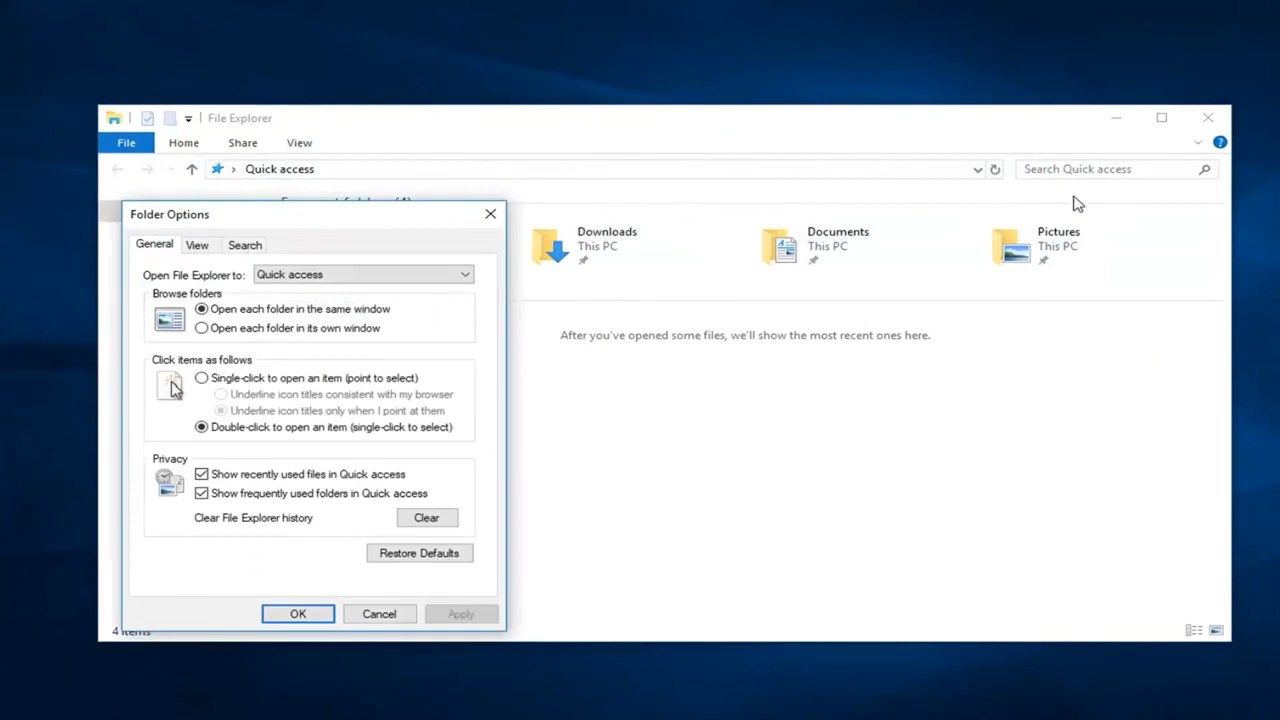 File Explorer
File Home Share View
Quick access
Search Quick access
Folder Options
General View Search
Open File Explorer to: Quick access
Browse folders
Open each folder in the same window
Open each folder in its own window
Click items as follows
Single-click to open an item (point to select)
Underline icon titles consistent with my browser
Underline icon titles only when I point at them
Double-click to open an item (single-click to select)
Privacy
Show recently used files in Quick access
Show frequently used folders in Quick access
Clear File Explorer history Clear
Restore Defaults
OK Cancel Apply
Downloads
This PC
Documents
This PC
Pictures
This PC
After you've opened some files, we'll show the most recent ones here.
4 items